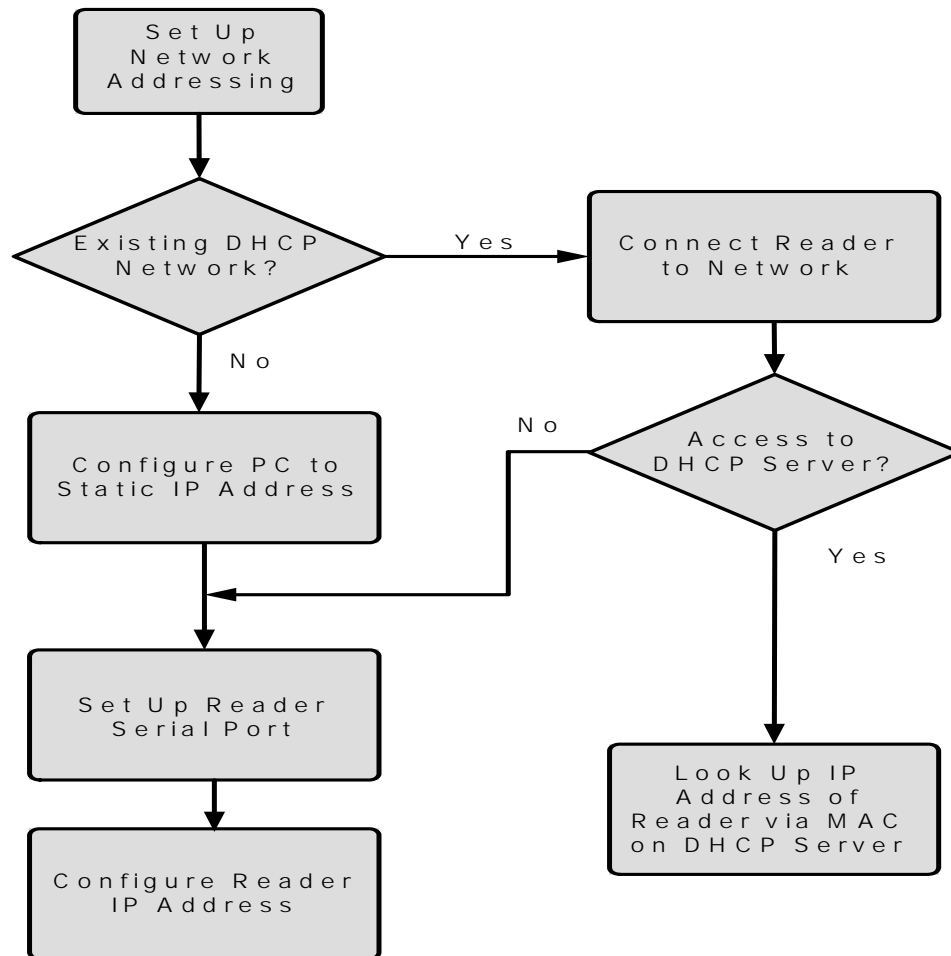 Set Up
Network
Addressing
Existing DHCP
Network?
Yes
Connect Reader
to Network
No
Configure PC to
Static IP Address
No
Access to
DHCP Server?
Yes
Set Up Reader
Serial Port
Look Up IP
Address of
Reader via MAC
on DHCP Server
Configure Reader
IP Address